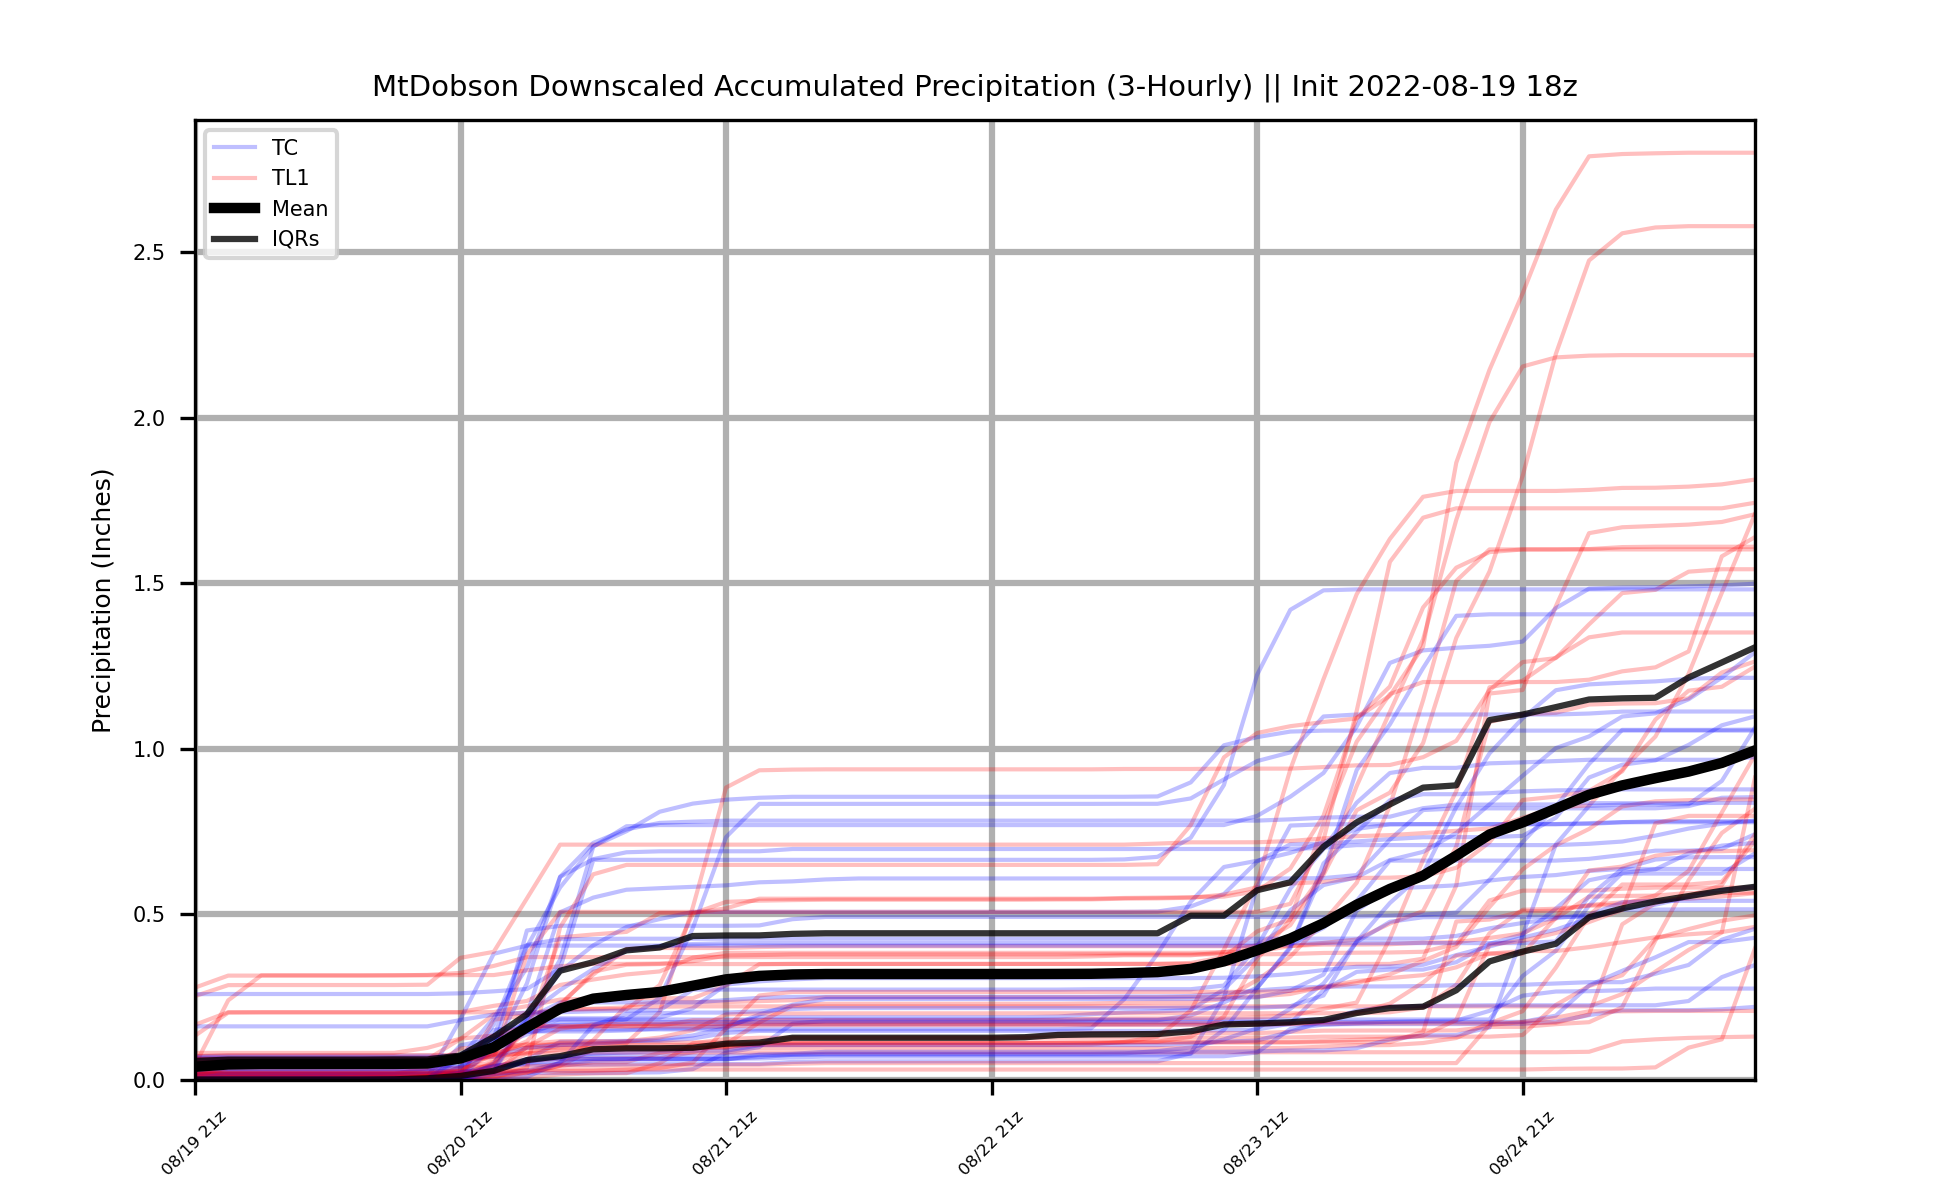 MtDobson Downscaled Accumulated Precipitation (3-Hourly) || Init 2022-08-19 18z
TC
TL1
Mean
IQRs
Precipitation (Inches)
2.5
2.0
1.5
1.0
0.5
0.0
08/19 21z
08/20 21z
08/21 21z
08/22 21z
08/23 21z
08/24 21z